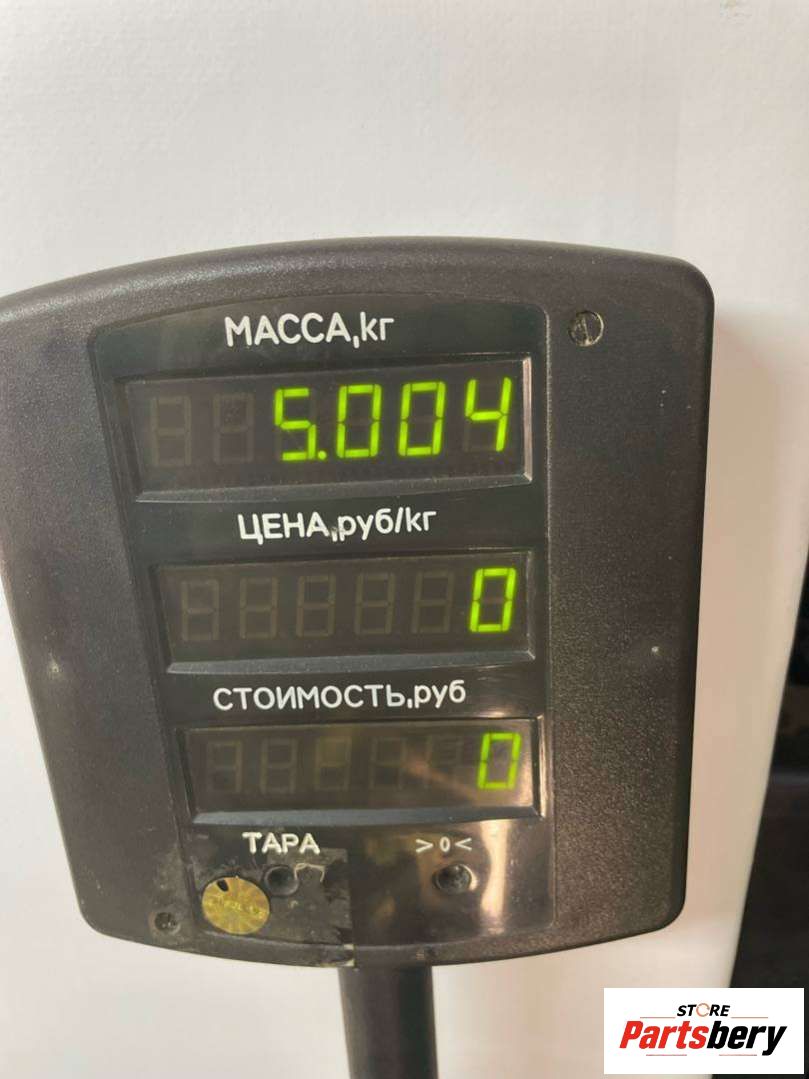 МАССА,кг
5.004
ЦЕНА,руб/кг
0
СТОИМОСТЬ,руб
0
ТАРА >0<
STORE
Partsbery